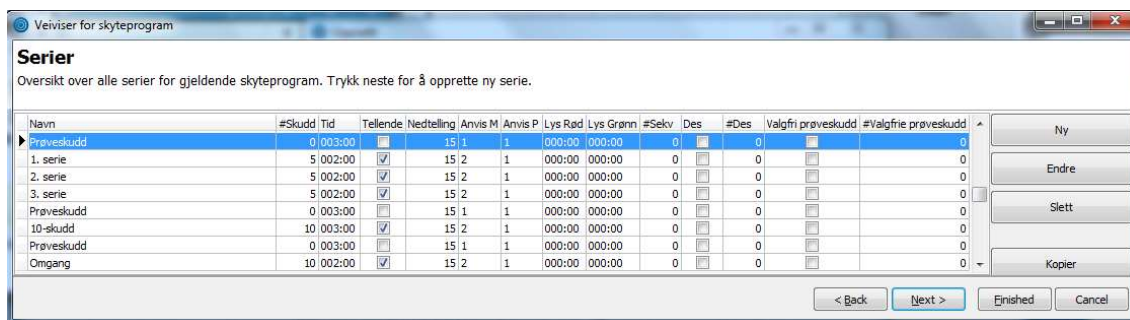 Veiviser for skyteprogram
Serier
Oversikt over alle serier for gjeldende skyteprogram. Trykk neste for å opprette ny serie.
Navn #Skudd Tid Tellende Nedtelling Anvis M Anvis P Lys Rød Lys Grønn #Sekv Des #Des Valgfri prøveskudd #Valgfrie prøveskudd
Prøveskudd 0 003:00 15 1 1 000:00 000:00 0 0 0
1. serie 5 002:00 15 2 1 000:00 000:00 0 0 0
2. serie 5 002:00 15 2 1 000:00 000:00 0 0 0
3. serie 5 002:00 15 2 1 000:00 000:00 0 0 0
Prøveskudd 0 003:00 15 1 1 000:00 000:00 0 0 0
10-skudd 10 003:00 15 2 1 000:00 000:00 0 0 0
Prøveskudd 0 003:00 15 1 1 000:00 000:00 0 0 0
Omgang 10 002:00 15 2 1 000:00 000:00 0 0 0
Ny
Endre
Slett
Kopier
< Back Next > Finished Cancel